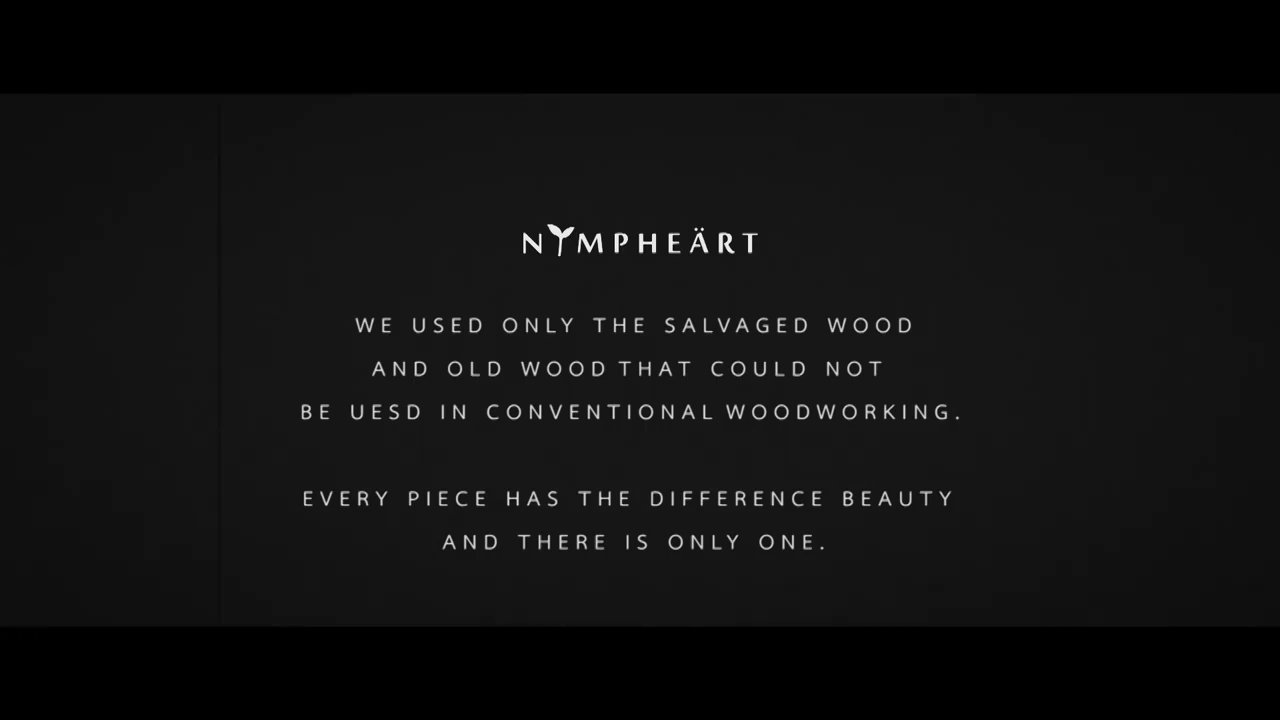 NYMPHEÄRT
WE USED ONLY THE SALVAGED WOOD
AND OLD WOOD THAT COULD NOT
BE UESD IN CONVENTIONAL WOODWORKING.
EVERY PIECE HAS THE DIFFERENCE BEAUTY
AND THERE IS ONLY ONE.